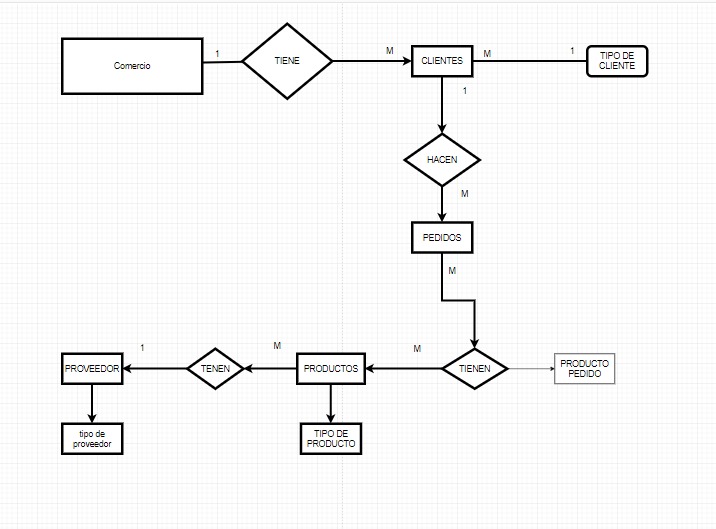 Comercio
1
TIENE
M
CLIENTES
M
1
TIPO DE
CLIENTE
1
HACEN
M
PEDIDOS
M
PROVEEDOR
1
TENEN
M
PRODUCTOS
M
TIENEN
PRODUCTO
PEDIDO
tipo de
proveedor
TIPO DE
PRODUCTO